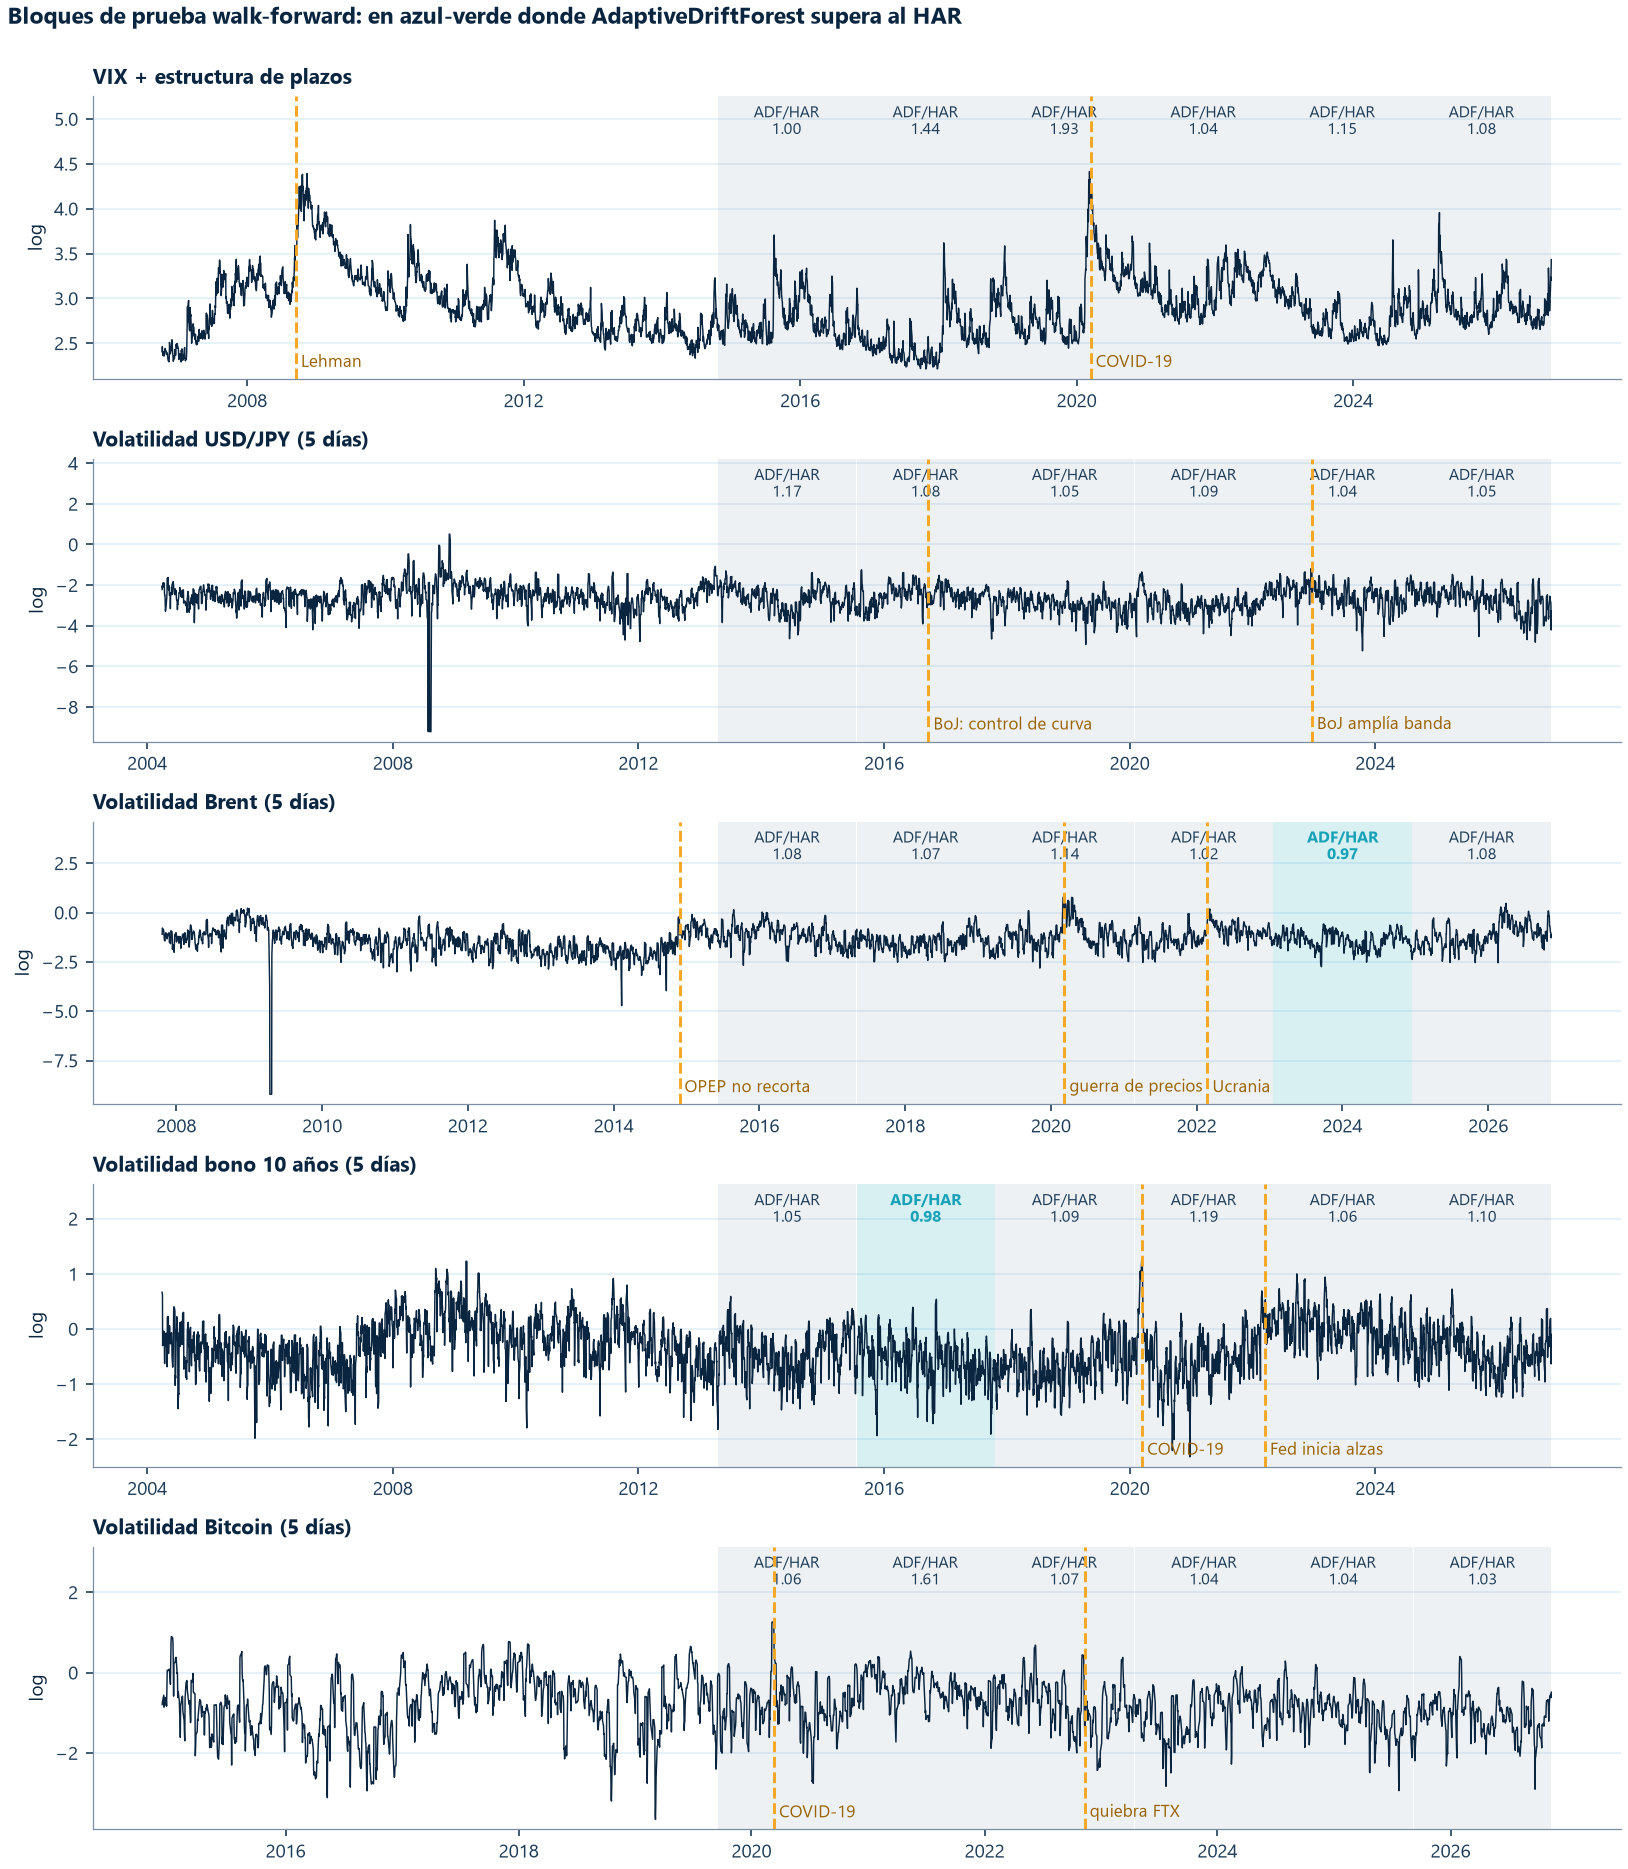 Bloques de prueba walk-forward: en azul-verde donde AdaptiveDriftForest supera al HAR
VIX + estructura de plazos
ADF/HAR ADF/HAR ADF/HAR ADF/HAR ADF/HAR ADF/HAR
1.00 1.44 1.93 1.04 1.15 1.08
5.0
4.5
4.0
3.5
3.0
2.5
log
Lehman COVID-19
2008 2012 2016 2020 2024
Volatilidad USD/JPY (5 días)
ADF/HAR ADF/HAR ADF/HAR ADF/HAR ADF/HAR ADF/HAR
1.17 1.08 1.05 1.09 1.04 1.05
4
2
0
−2
−4
−6
−8
log
BoJ: control de curva BoJ amplía banda
2004 2008 2012 2016 2020 2024
Volatilidad Brent (5 días)
ADF/HAR ADF/HAR ADF/HAR ADF/HAR ADF/HAR ADF/HAR
1.08 1.07 1.14 1.02 0.97 1.08
2.5
0.0
−2.5
−5.0
−7.5
log
OPEP no recorta guerra de precios Ucrania
2008 2010 2012 2014 2016 2018 2020 2022 2024 2026
Volatilidad bono 10 años (5 días)
ADF/HAR ADF/HAR ADF/HAR ADF/HAR ADF/HAR ADF/HAR
1.05 0.98 1.09 1.19 1.06 1.10
2
1
0
−1
−2
log
COVID-19 Fed inicia alzas
2004 2008 2012 2016 2020 2024
Volatilidad Bitcoin (5 días)
ADF/HAR ADF/HAR ADF/HAR ADF/HAR ADF/HAR ADF/HAR
1.06 1.61 1.07 1.04 1.04 1.03
2
0
−2
log
COVID-19 quiebra FTX
2016 2018 2020 2022 2024 2026